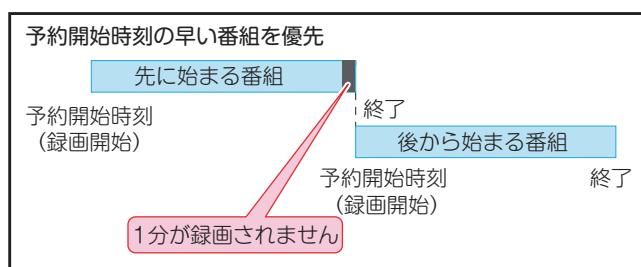 予約開始時刻の早い番組を優先
先に始まる番組
予約開始時刻
（録画開始）
終了
後から始まる番組
予約開始時刻
（録画開始）
終了
1分が録画されません